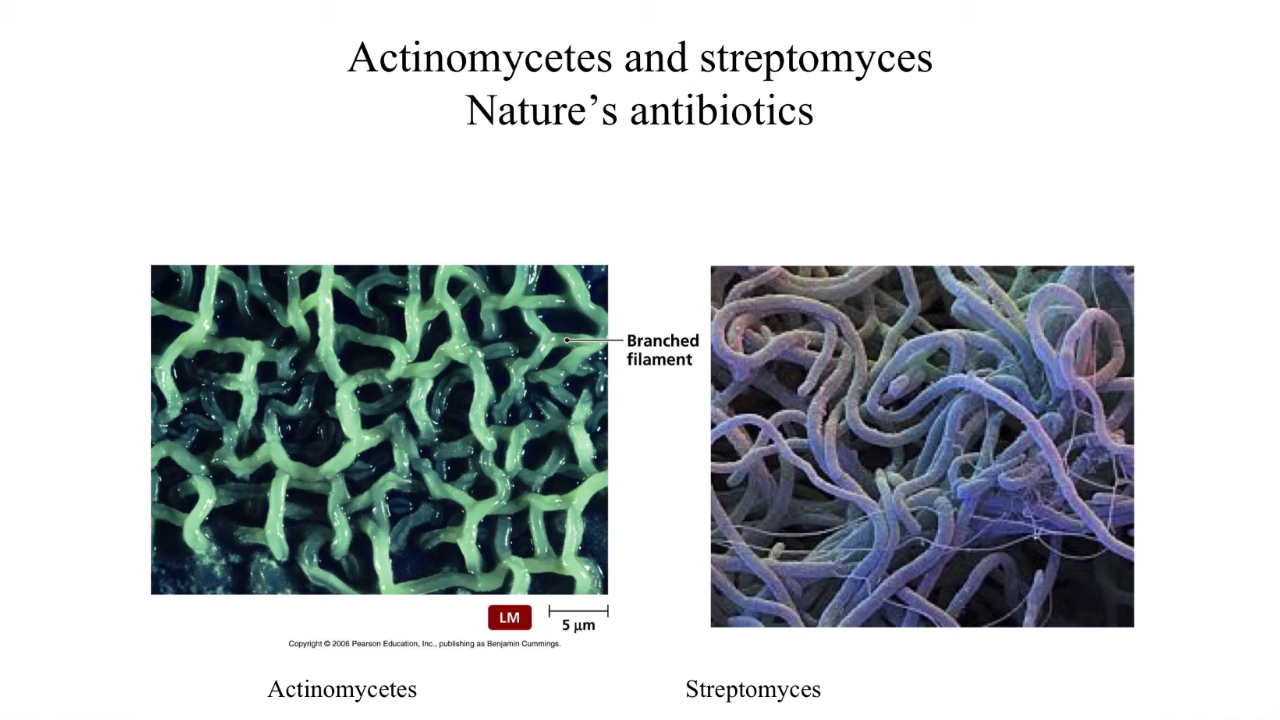 Actinomycetes and streptomyces
Nature’s antibiotics
Branched
filament
LM
5 μm
Copyright © 2006 Pearson Education, Inc., publishing as Benjamin Cummings.
Actinomycetes
Streptomyces